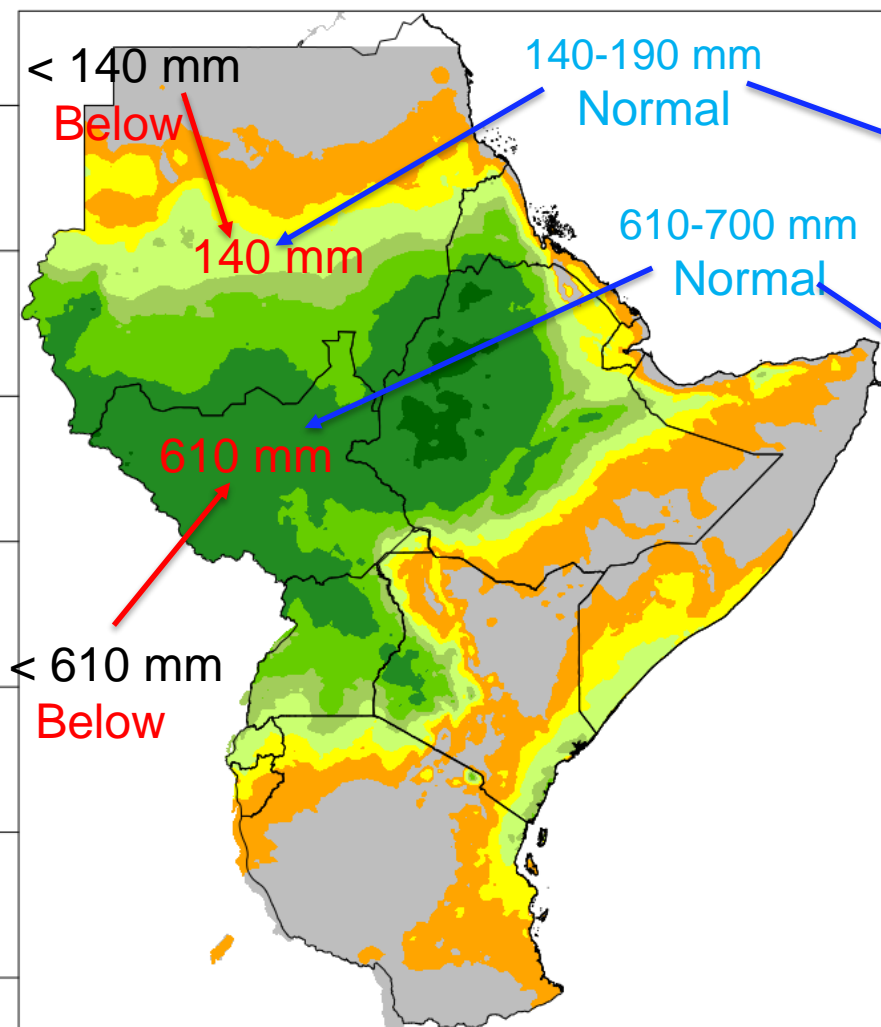 < 140 mm
Below
140-190 mm
Normal
140 mm
610-700 mm
Normal
610 mm
< 610 mm
Below